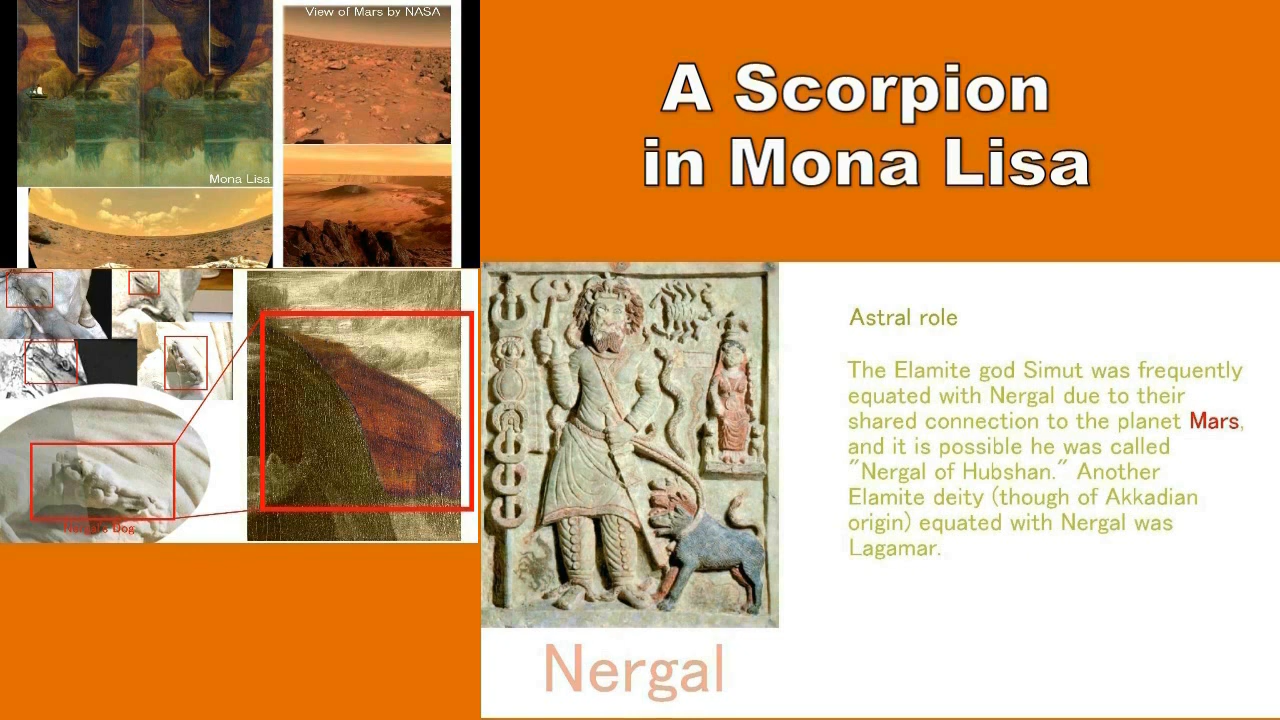 View of Mars by NASA
A Scorpion
in Mona Lisa
Mona Lisa
Astral role
The Elamite god Simut was frequently
equated with Nergal due to their
shared connection to the planet Mars,
and it is possible he was called
"Nergal of Hubshan." Another
Elamite deity (though of Akkadian
origin) equated with Nergal was
Lagamar.
Nergal's Dog
Nergal